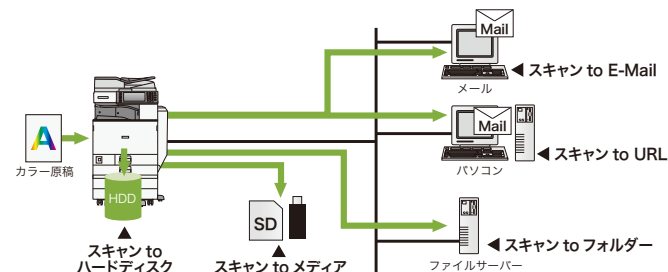 Mail
スキャン to E-Mail
メール
A
カラー原稿
Mail
スキャン to URL
パソコン
HDD
SD
スキャン to
ハードディスク
スキャン to メディア
スキャン to フォルダー
ファイルサーバー